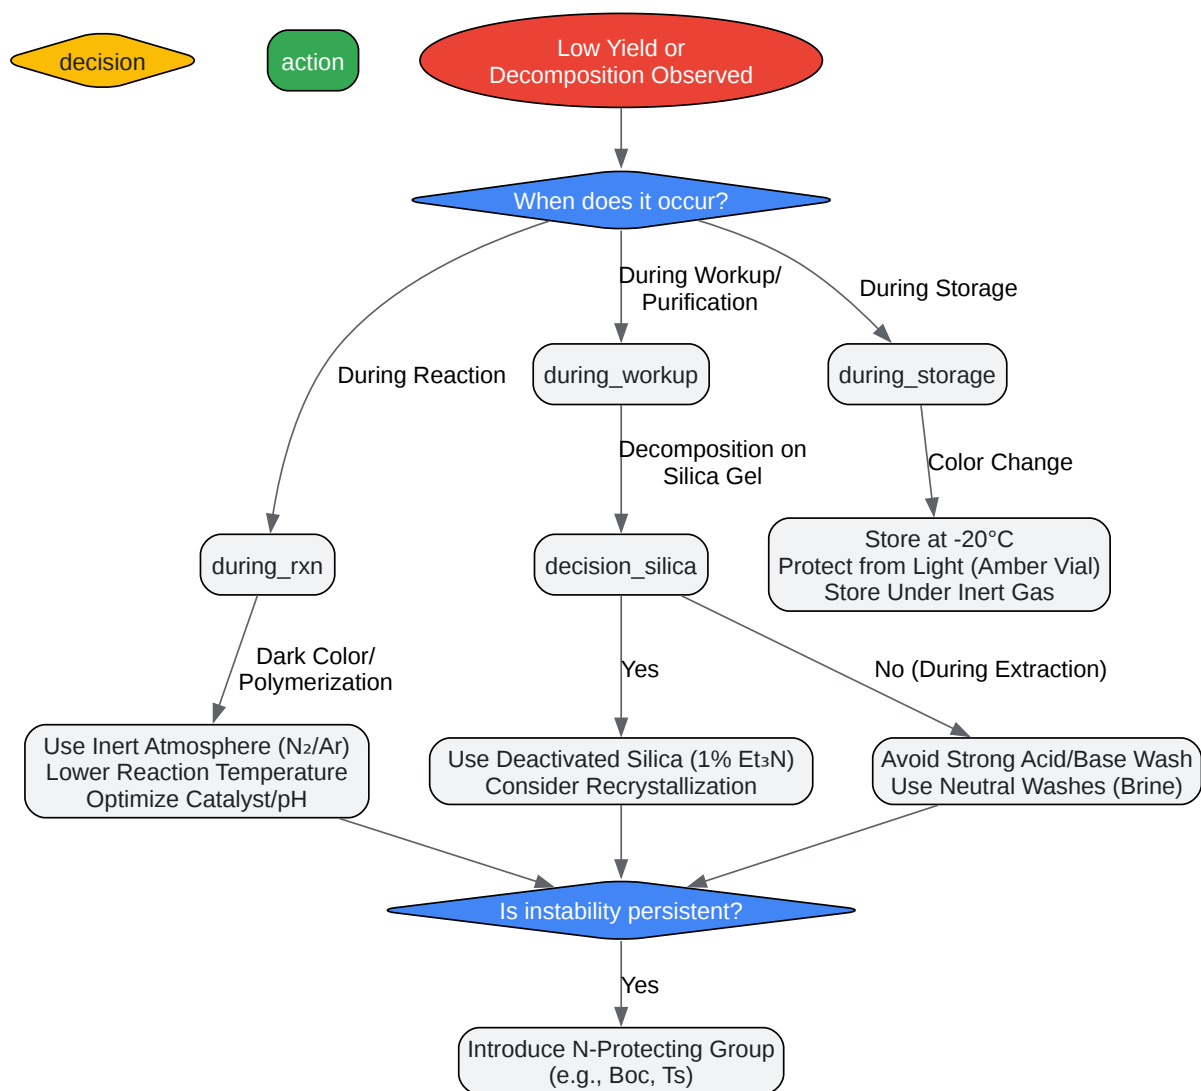 decision
action
Low Yield or
Decomposition Observed
When does it occur?
During Workup/
Purification
During Storage
During Reaction
during_workup
during_storage
Decomposition on
Silica Gel
Color Change
during_rxn
decision_silica
Store at -20°C
Protect from Light (Amber Vial)
Store Under Inert Gas
Dark Color/
Polymerization
Yes
No (During Extraction)
Use Inert Atmosphere (N₂/Ar)
Lower Reaction Temperature
Optimize Catalyst/pH
Use Deactivated Silica (1% Et₃N)
Consider Recrystallization
Avoid Strong Acid/Base Wash
Use Neutral Washes (Brine)
Is instability persistent?
Yes
Introduce N-Protecting Group
(e.g., Boc, Ts)